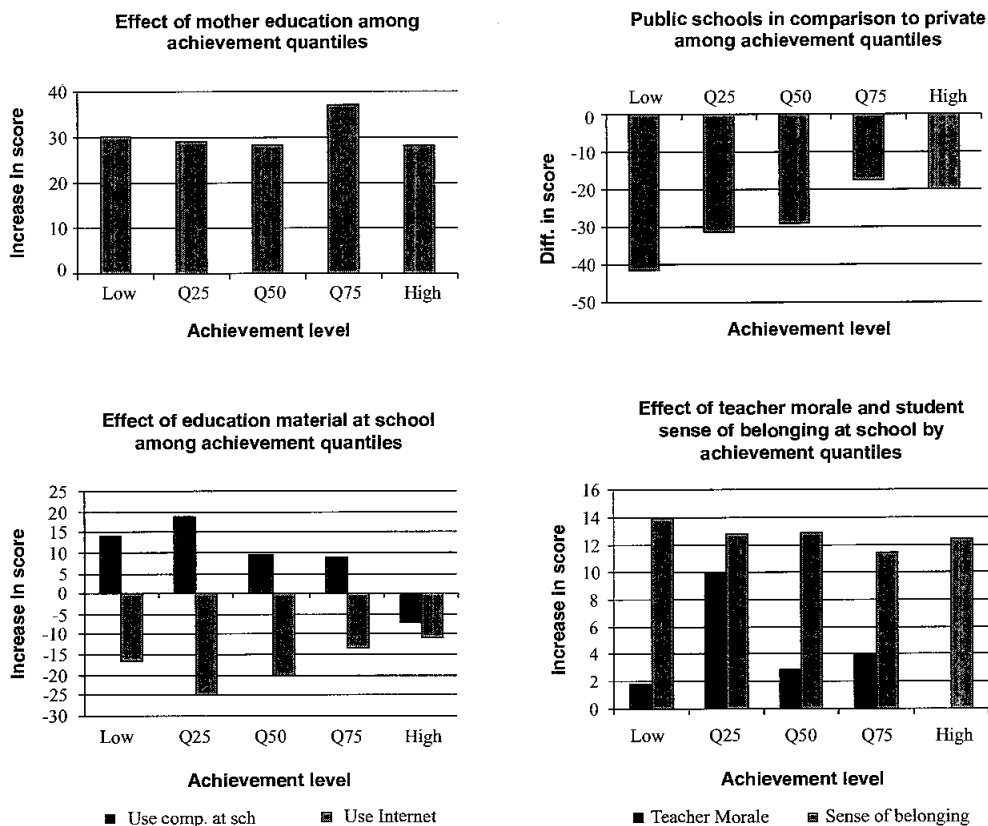 Effect of mother education among
achievement quantiles
Increase In score
40
30
20
10
0
Low Q25 Q50 Q75 High
Achievement level
Public schools in comparison to private
among achievement quantiles
Low Q25 Q50 Q75 High
Diff. in score
0
-10
-20
-30
-40
-50
Achievement level
Effect of education material at school
among achievement quantiles
Increase In score
25
20
15
10
5
0
-5
-10
-15
-20
-25
-30
Low Q25 Q50 Q75 High
Achievement level
Use comp. at sch Use Internet
Effect of teacher morale and student
sense of belonging at school by
achievement quantiles
Increase in score
16
14
12
10
8
6
4
2
0
Low Q25 Q50 Q75 High
Achievement level
Teacher Morale Sense of belonging